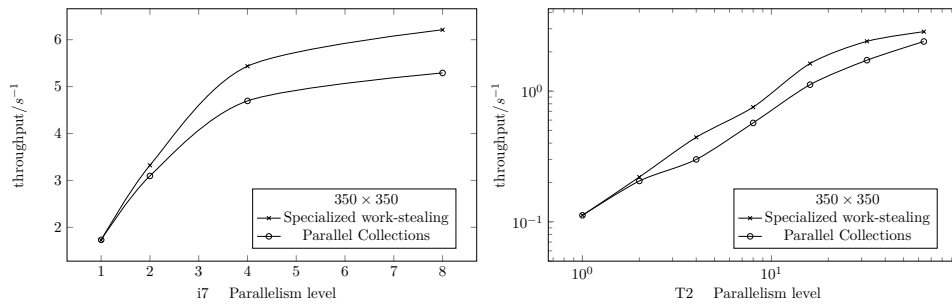 6
5
4
3
2
throughput/s⁻¹
350 × 350
Specialized work-stealing
Parallel Collections
1 2 3 4 5 6 7 8
i7 Parallelism level
10⁰
10⁻¹
throughput/s⁻¹
350 × 350
Specialized work-stealing
Parallel Collections
10⁰ 10¹
T2 Parallelism level